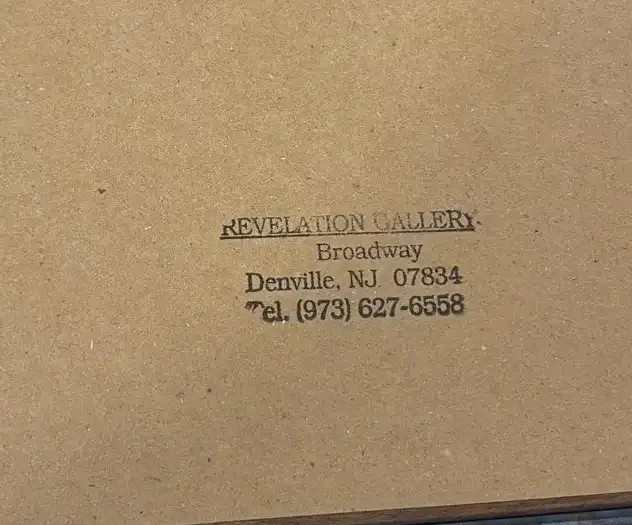 REVELATION GALLERY
Broadway
Denville, NJ 07834
Tel. (973) 627-6558